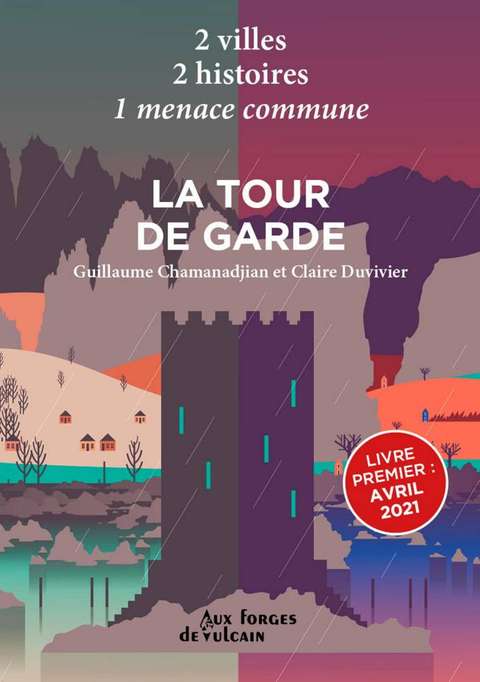 2 villes
2 histoires
1 menace commune
LA TOUR
DE GARDE
Guillaume Chamanadjian et Claire Duvivier
LIVRE
PREMIER :
AVRIL
2021
AUX FORGES
DE VULCAIN